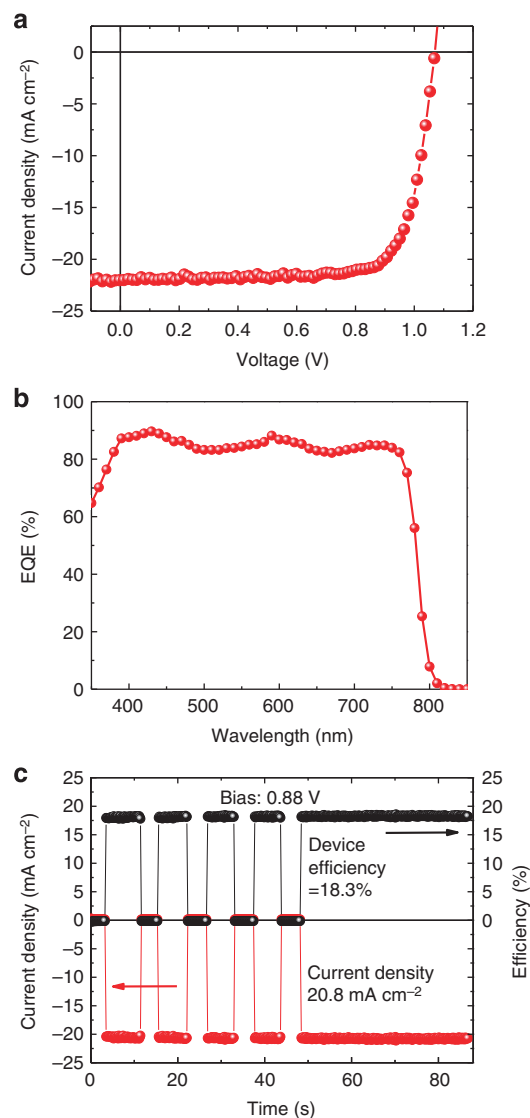 a
0
−5
−10
−15
−20
−25
Current density (mA cm−2)
0.0 0.2 0.4 0.6 0.8 1.0 1.2
Voltage (V)
b
100
80
60
40
20
0
EQE (%)
400 500 600 700 800
Wavelength (nm)
c
25
20
15
10
5
0
−5
−10
−15
−20
−25
Current density (mA cm−2)
Bias: 0.88 V
Device
efficiency
=18.3%
Current density
20.8 mA cm−2
25
20
15
10
5
0
Efficiency (%)
0 20 40 60 80
Time (s)